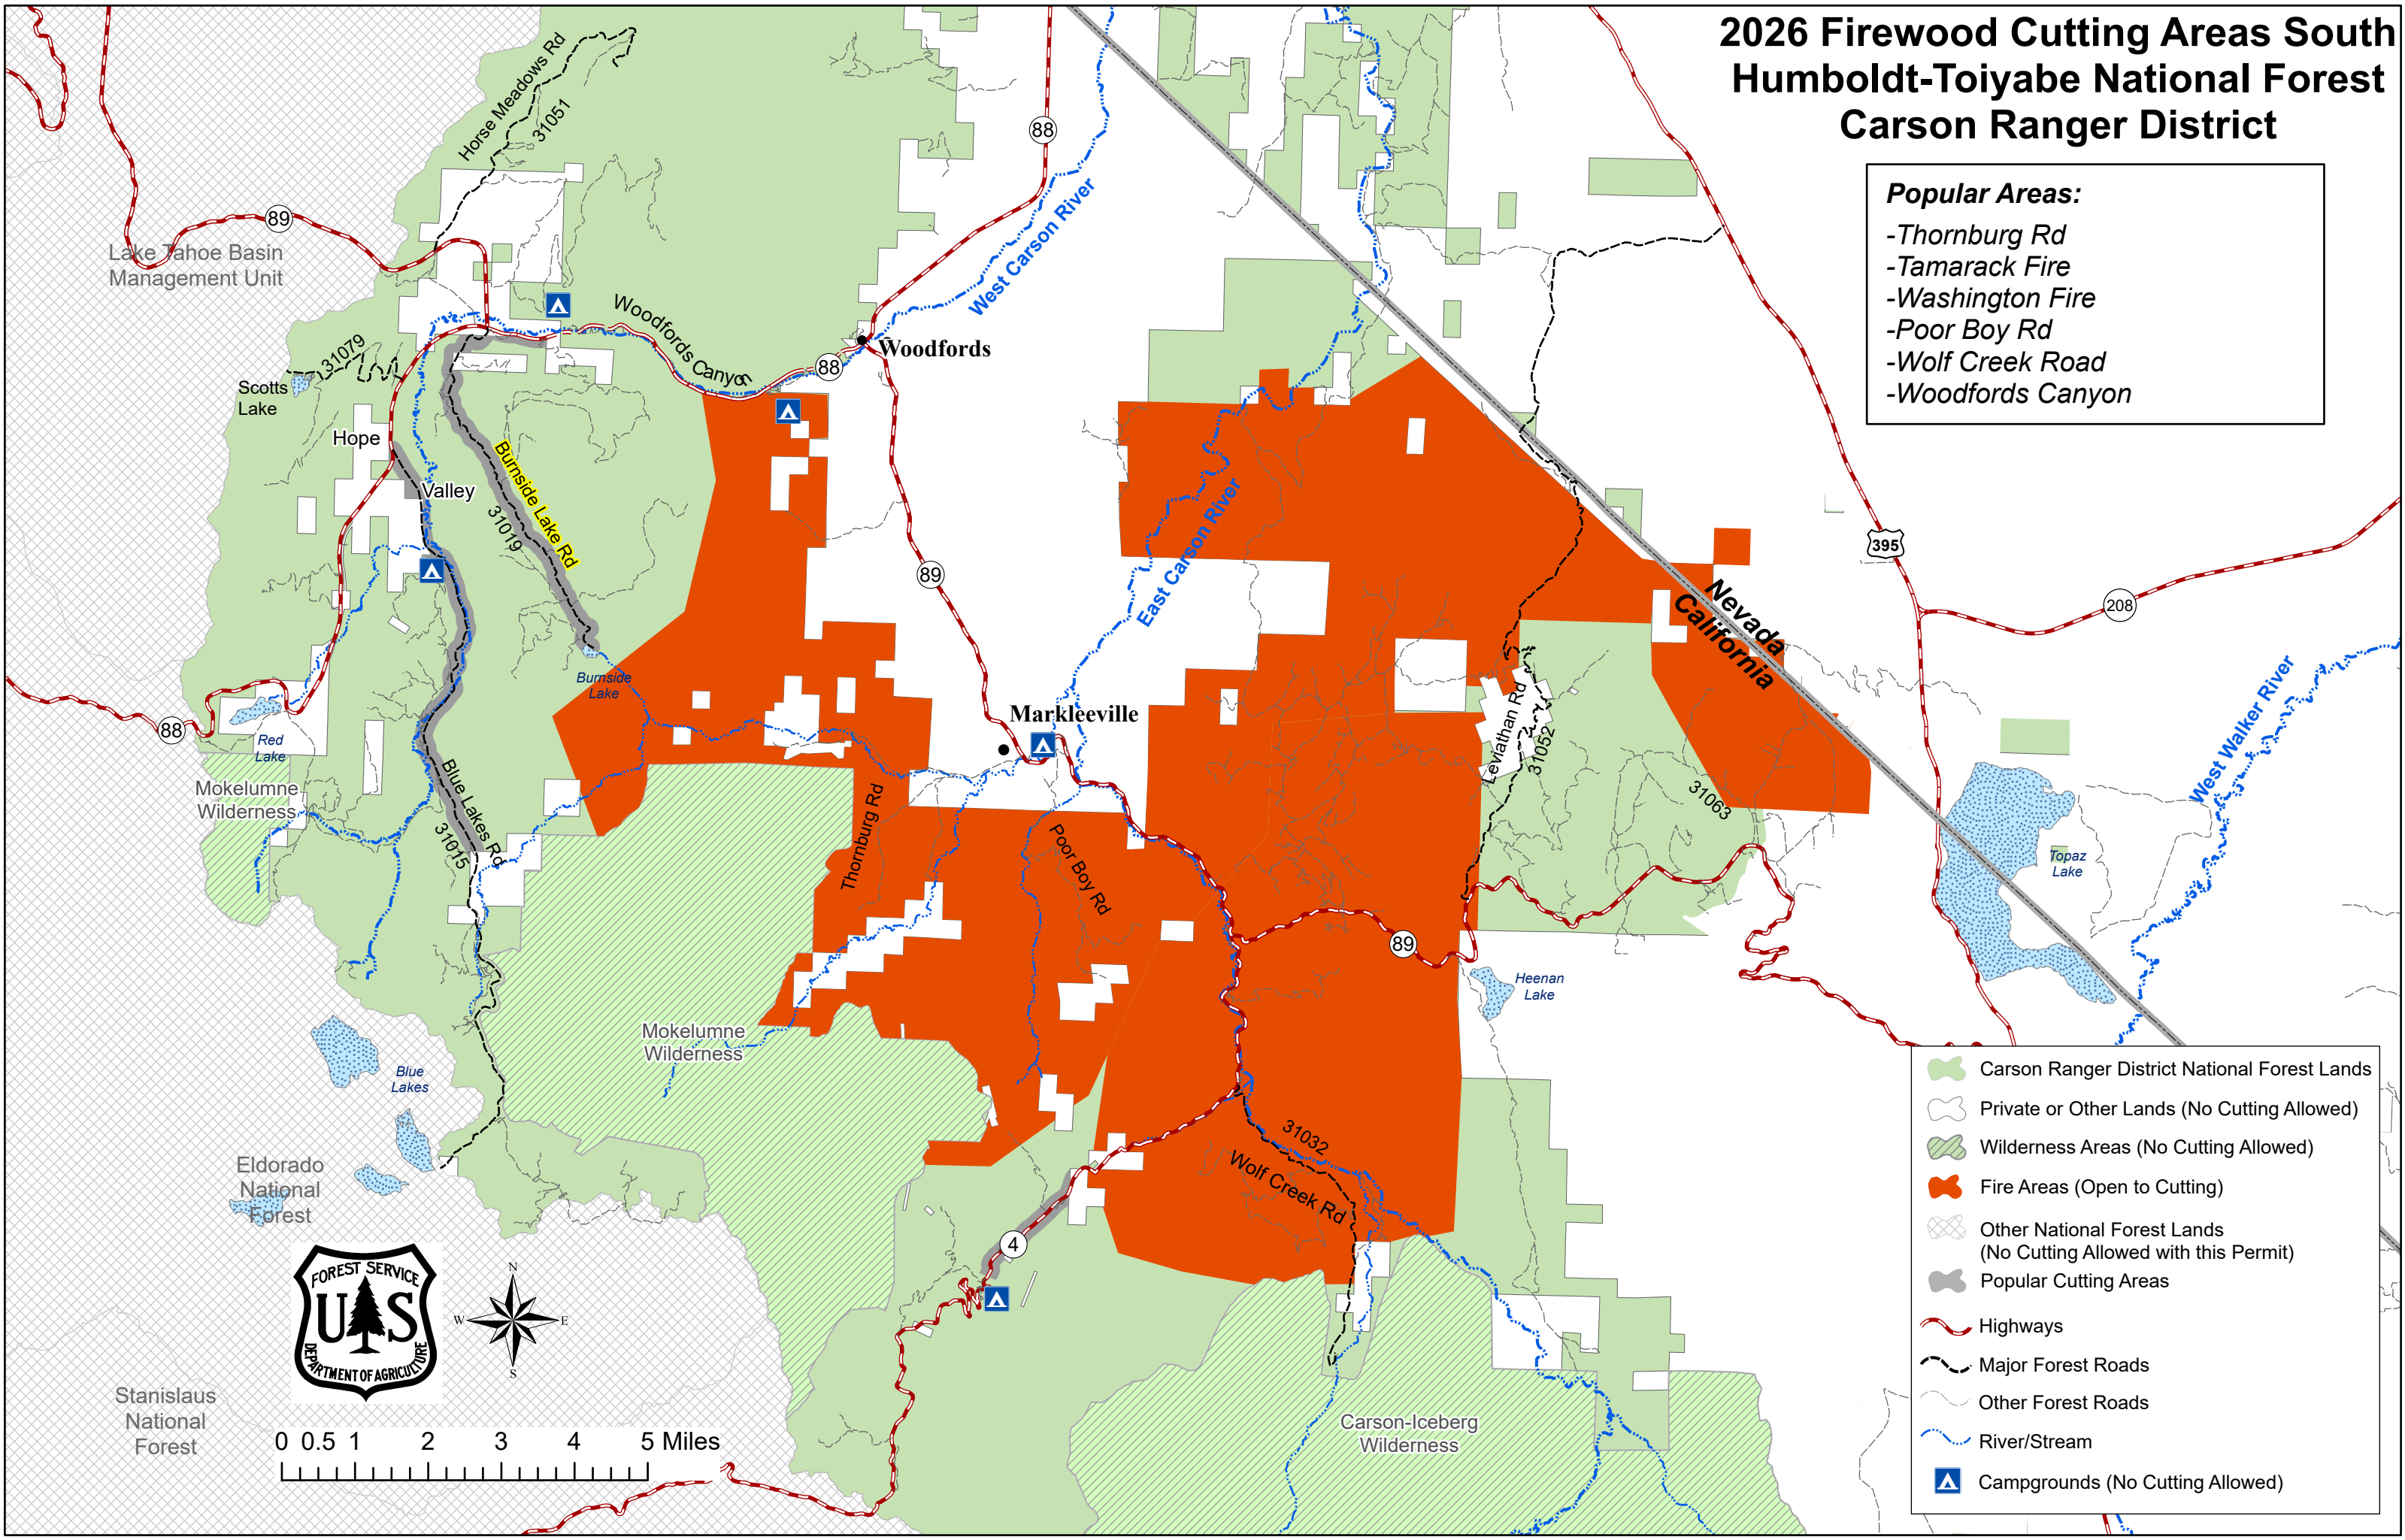 2026 Firewood Cutting Areas South
Humboldt-Toiyabe National Forest
Carson Ranger District
Popular Areas:
-Thornburg Rd
-Tamarack Fire
-Washington Fire
-Poor Boy Rd
-Wolf Creek Road
-Woodfords Canyon
Horse Meadows Rd
31051
88
89
Lake Tahoe Basin
Management Unit
West Carson River
Woodfords Canyon
88
Woodfords
31079
Scotts
Lake
Hope
Valley
Burnside Lake Rd
31019
East Carson River
89
395
208
Nevada
California
Burnside
Lake
Markleeville
88
Red
Lake
Mokelumne
Wilderness
Blue Lakes Rd
31015
Thornburg Rd
Poor Boy Rd
Leviathan Rd
31052
31063
West Walker River
Topaz
Lake
89
Heenan
Lake
Mokelumne
Wilderness
Blue
Lakes
Eldorado
National
Forest
31032
Wolf Creek Rd
4
Carson-Iceberg
Wilderness
Stanislaus
National
Forest
FOREST SERVICE
U S
DEPARTMENT OF AGRICULTURE
N
W
E
S
0 0.5 1 2 3 4 5 Miles
Carson Ranger District National Forest Lands
Private or Other Lands (No Cutting Allowed)
Wilderness Areas (No Cutting Allowed)
Fire Areas (Open to Cutting)
Other National Forest Lands
(No Cutting Allowed with this Permit)
Popular Cutting Areas
Highways
Major Forest Roads
Other Forest Roads
River/Stream
Campgrounds (No Cutting Allowed)